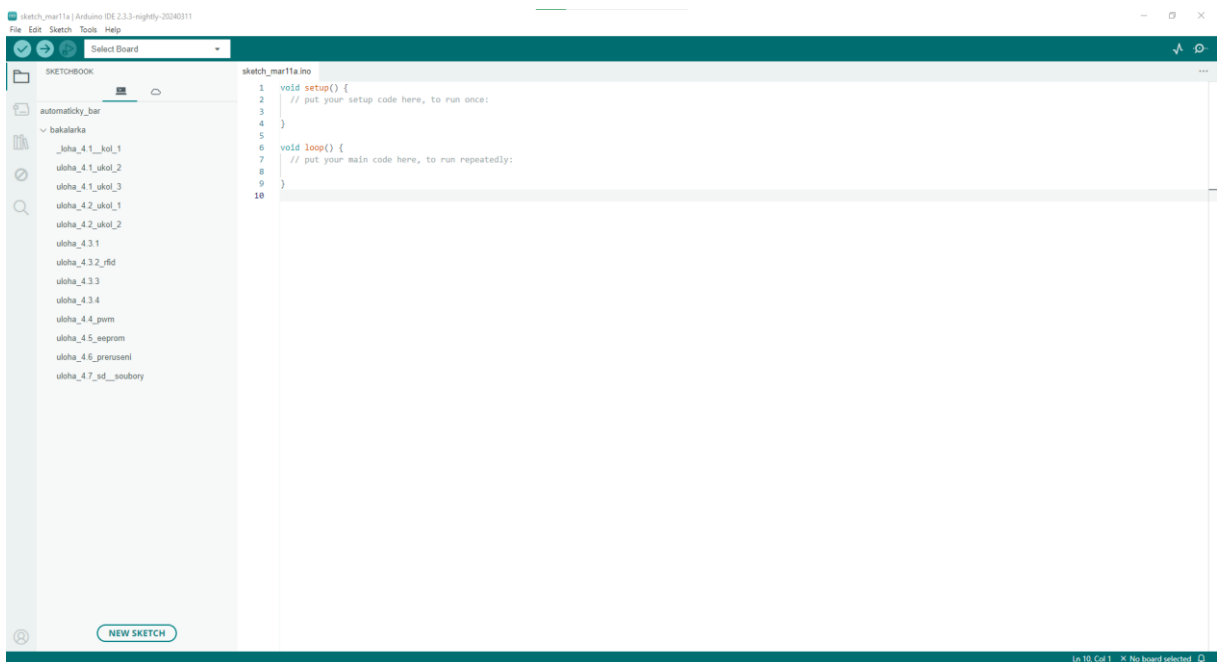 sketch_mar11a | Arduino IDE 2.3.3-nightly-20240311
File Edit Sketch Tools Help
Select Board
SKETCHBOOK
automaticky_bar
bakalarka
_loha_4.1__kol_1
uloha_4.1_ukol_2
uloha_4.1_ukol_3
uloha_4.2_ukol_1
uloha_4.2_ukol_2
uloha_4.3.1
uloha_4.3.2_rfid
uloha_4.3.3
uloha_4.3.4
uloha_4.4_pwm
uloha_4.5_eeprom
uloha_4.6_preruseni
uloha_4.7_sd__soubory
NEW SKETCH
sketch_mar11a.ino
1 void setup() {
2 // put your setup code here, to run once:
3
4 }
5
6 void loop() {
7 // put your main code here, to run repeatedly:
8
9 }
10
Ln 10, Col 1 × No board selected